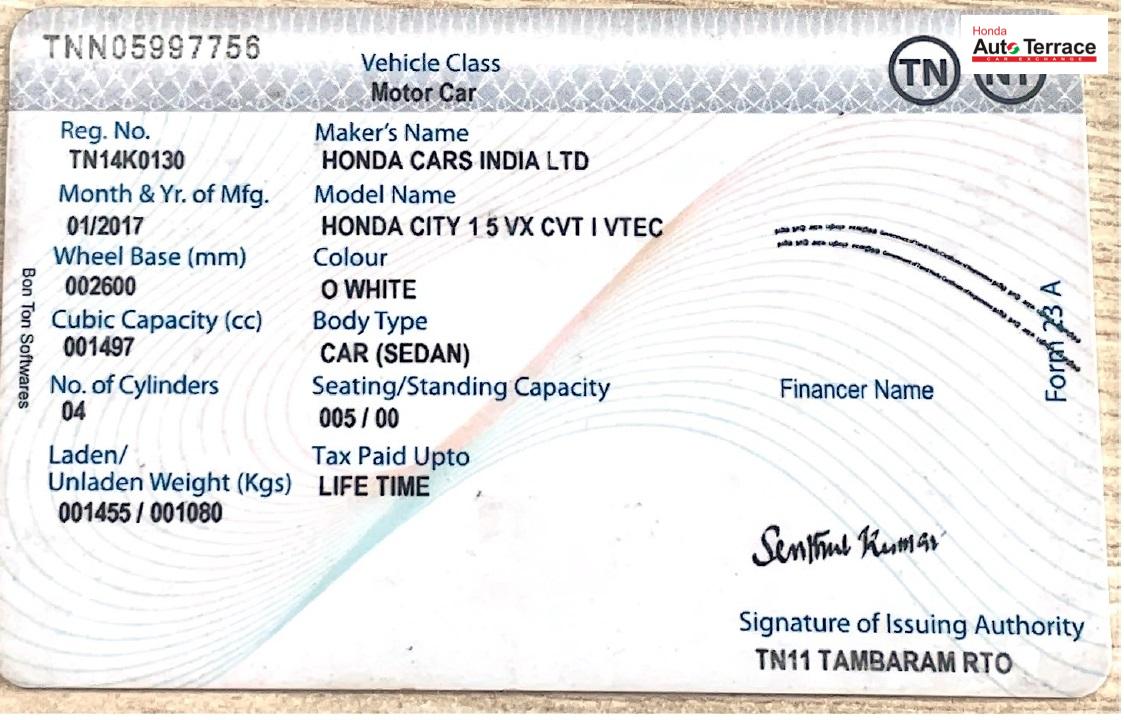 TNN05997756
Honda
Auto Terrace
CAR EXCHANGE
TN
NT
Vehicle Class
Motor Car
Reg. No.
TN14K0130
Maker's Name
HONDA CARS INDIA LTD
Month & Yr. of Mfg.
01/2017
Model Name
HONDA CITY 1 5 VX CVT I VTEC
Wheel Base (mm)
002600
Colour
O WHITE
Cubic Capacity (cc)
001497
Body Type
CAR (SEDAN)
No. of Cylinders
04
Seating/Standing Capacity
005 / 00
Laden/
Unladen Weight (Kgs)
001455 / 001080
Tax Paid Upto
LIFE TIME
Bon Ton Softwares
Form 23 A
Financer Name
Senthul Kumar
Signature of Issuing Authority
TN11 TAMBARAM RTO